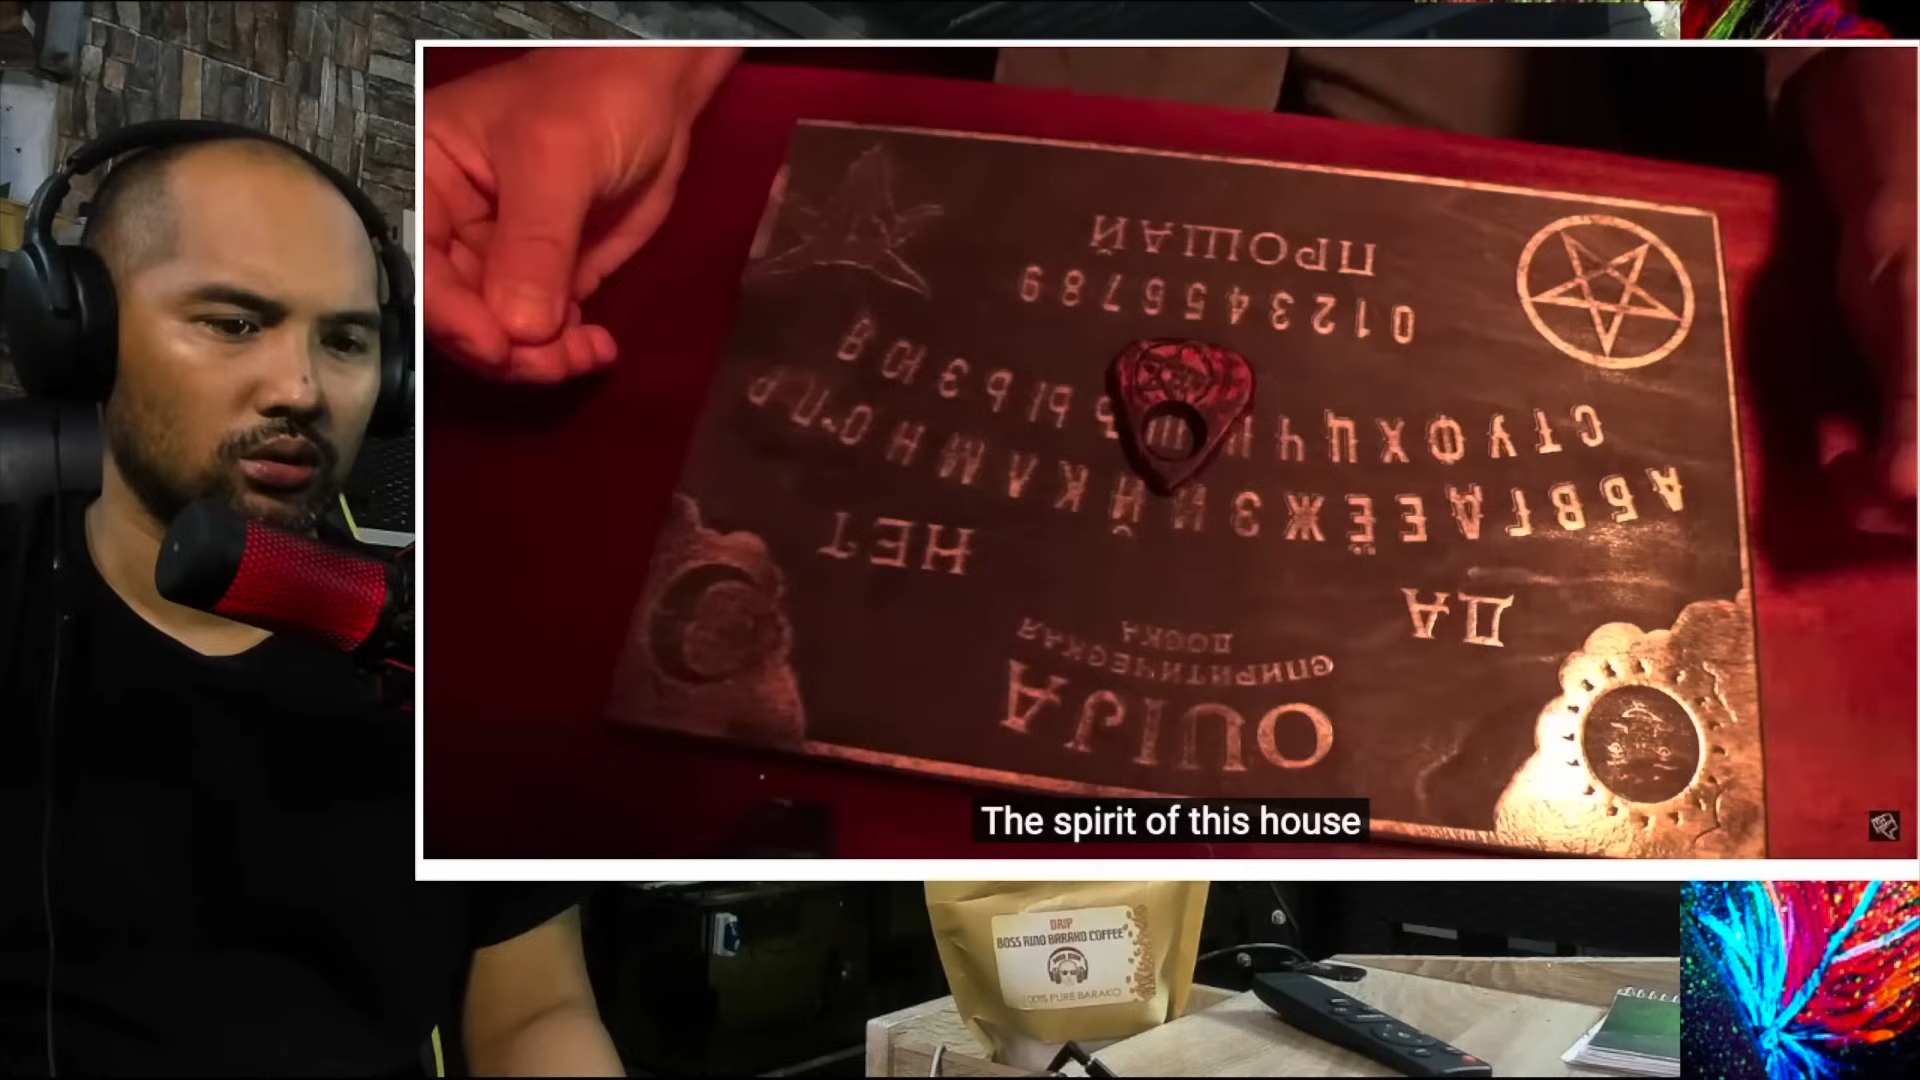 OUIJA
СПИРИТИЧЕСКАЯ
ДОСКА
ДА НЕТ
АБВГДЕЁЖЗИЙКЛМНОПР
СТУФХЦЧШЩЪЫЬЭЮЯ
0123456789
ПРОЩАЙ
The spirit of this house
DRIP
BOSS RINO BARAKO COFFEE
100% PURE BARAKO